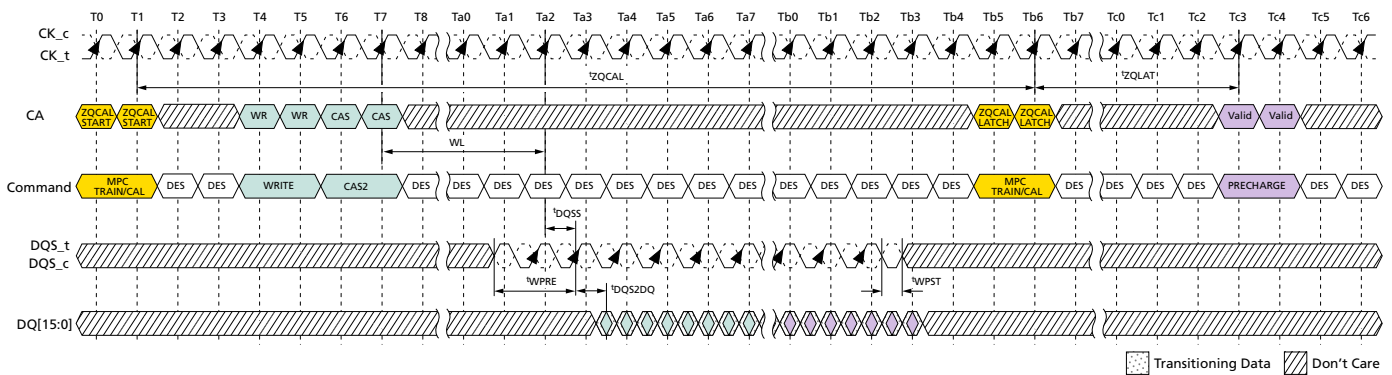 T0 T1 T2 T3 T4 T5 T6 T7 T8 Ta0 Ta1 Ta2 Ta3 Ta4 Ta5 Ta6 Ta7 Tb0 Tb1 Tb2 Tb3 Tb4 Tb5 Tb6 Tb7 Tc0 Tc1 Tc2 Tc3 Tc4 Tc5 Tc6
CK_c
CK_t
tZQCAL tZQLAT
CA ZQCAL START ZQCAL START WR WR CAS CAS ZQCAL LATCH ZQCAL LATCH Valid Valid
WL
Command MPC TRAIN/CAL DES DES WRITE CAS2 DES DES DES DES DES DES DES DES DES DES DES DES DES DES MPC TRAIN/CAL DES DES DES DES PRECHARGE DES DES
tDQSS
DQS_t
DQS_c
tWPRE tDQS2DQ tWPST
DQ[15:0]
Transitioning Data Don't Care